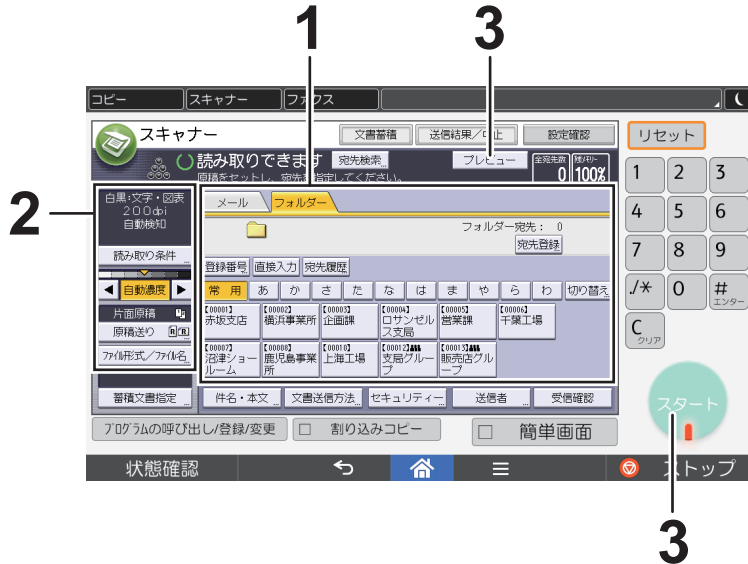 1
3
コピー スキャナー ファクス
スキャナー 文書蓄積 送信結果／中止 設定確認 リセット
読み取りできます 宛先検索 プレビュー 全宛先数 残ﾒﾓﾘｰ
原稿をセットし、宛先を指定してください。 0 100%
2
白黒:文字・図表
200dpi
自動検知
読み取り条件
◀ 自動濃度 ▶
片面原稿
原稿送り
ﾌｧｲﾙ形式／ﾌｧｲﾙ名
蓄積文書指定
メール フォルダー
フォルダー宛先： 0
宛先登録
登録番号 直接入力 宛先履歴
常用 あ か さ た な は ま や ら わ 切り替え
【00001】 【00002】 【00003】 【00004】 【00005】 【00006】
赤坂支店 横浜事業所 企画課 ロサンゼルス支局 営業課 千葉工場
【00007】 【00008】 【00010】 【00012】 【00013】
沼津ショールーム 鹿児島事業所 上海工場 支局グループ 販売店グループ
件名・本文 文書送信方法 セキュリティー 送信者 受信確認
1 2 3
4 5 6
7 8 9
./* 0 #
エンター
C
クリア
スタート
ﾌﾟﾛｸﾞﾗﾑの呼び出し/登録/変更 割り込みコピー 簡単画面
状態確認 ストップ
3